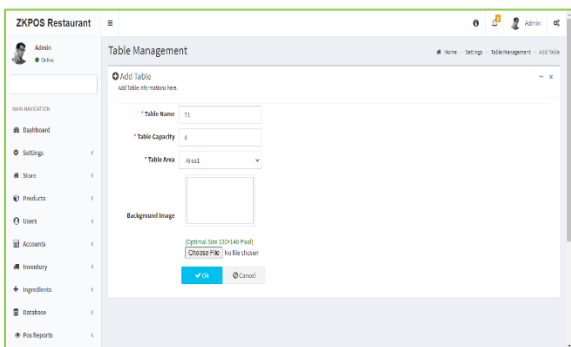 ZKPOS Restaurant
Admin
Admin
Online
Table Management
Home
Settings
Table Management
Add Table
Add Table
Add Table Informations here.
MAIN NAVIGATION
* Table Name
T1
Dashboard
* Table Capacity
4
Settings
* Table Area
Area1
Store
Products
Users
Background Image
Accounts
[Optimal Size 120×140 Pixel]
Choose File No file chosen
Inventory
Ok
Cancel
Ingredients
Database
Pos Reports